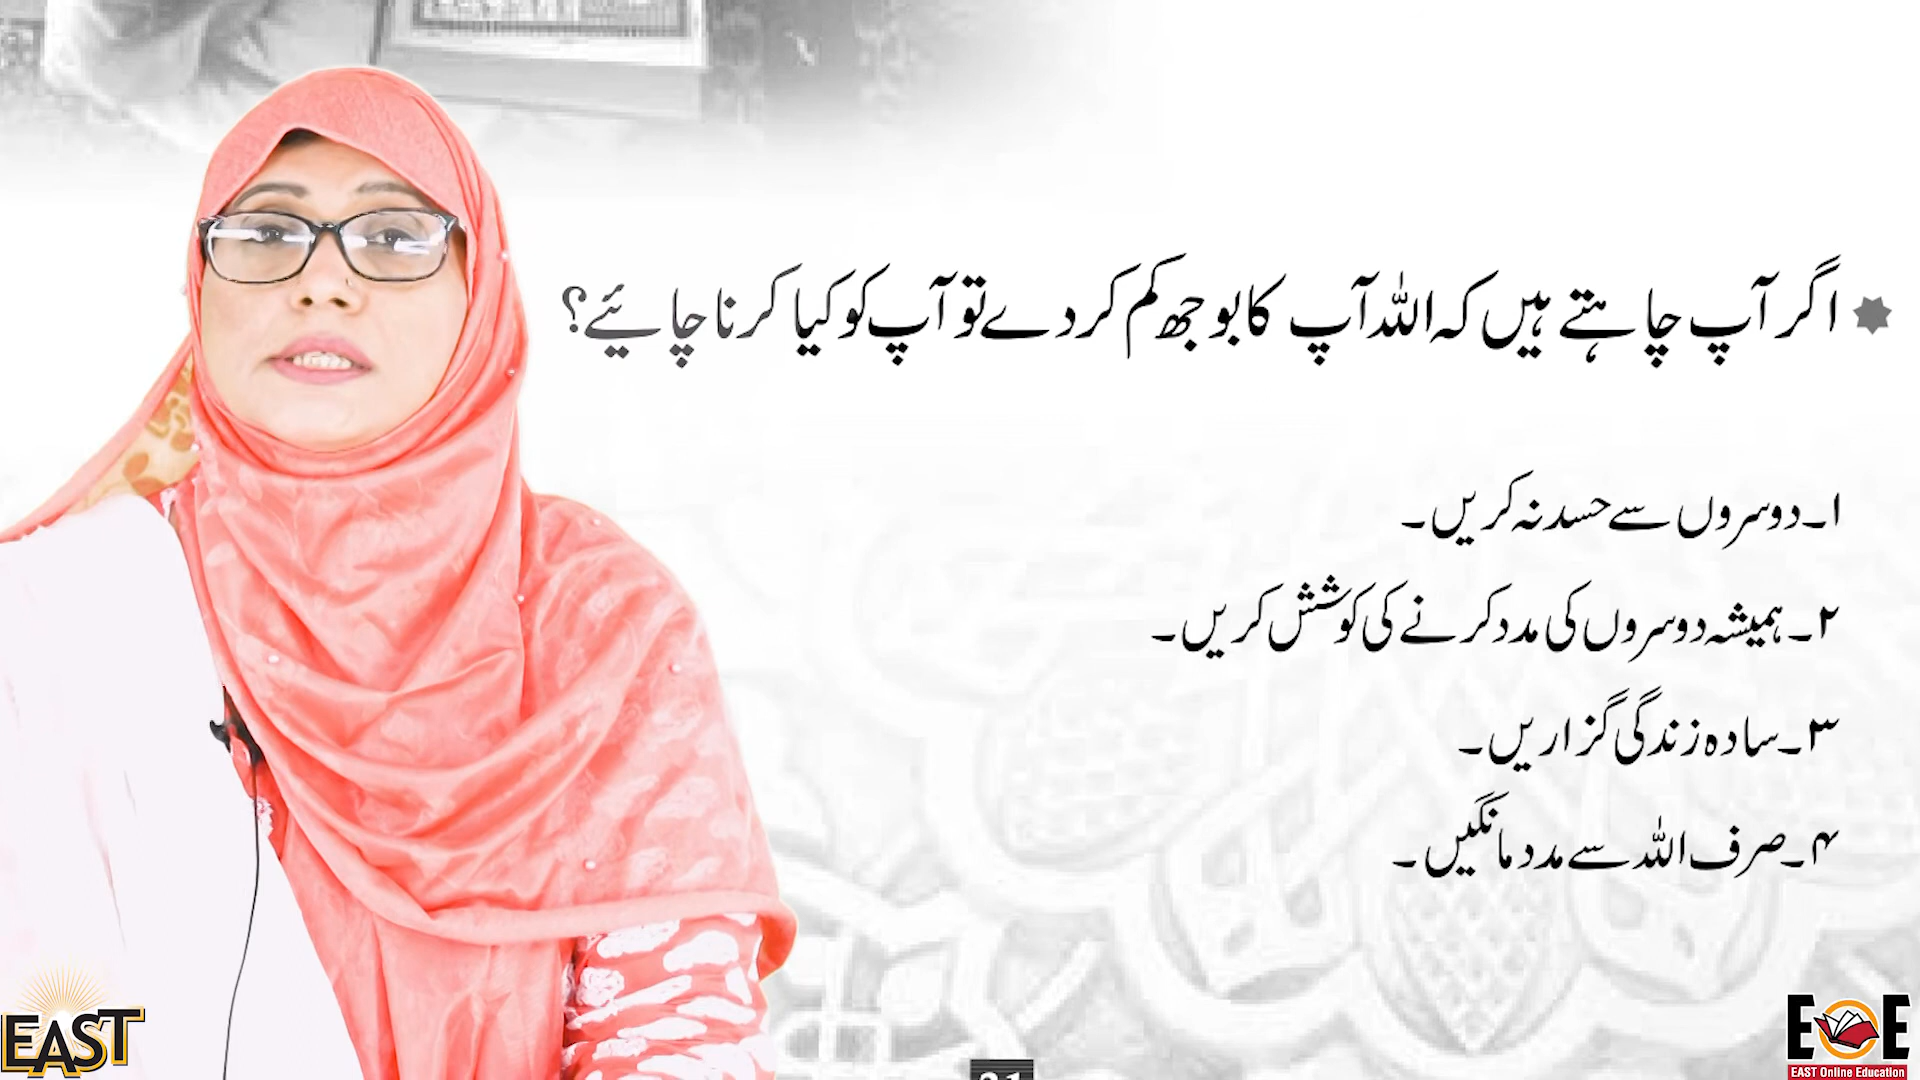 اگر آپ چاہتے ہیں کہ اللہ آپ کا بوجھ کم کر دے تو آپ کو کیا کرنا چاہئیے؟
۱۔ دوسروں سے حسد نہ کریں۔
۲۔ ہمیشہ دوسروں کی مدد کرنے کی کوشش کریں۔
۳۔ سادہ زندگی گزاریں۔
۴۔ صرف اللہ سے مدد مانگیں۔
EAST
EOE
EAST Online Education